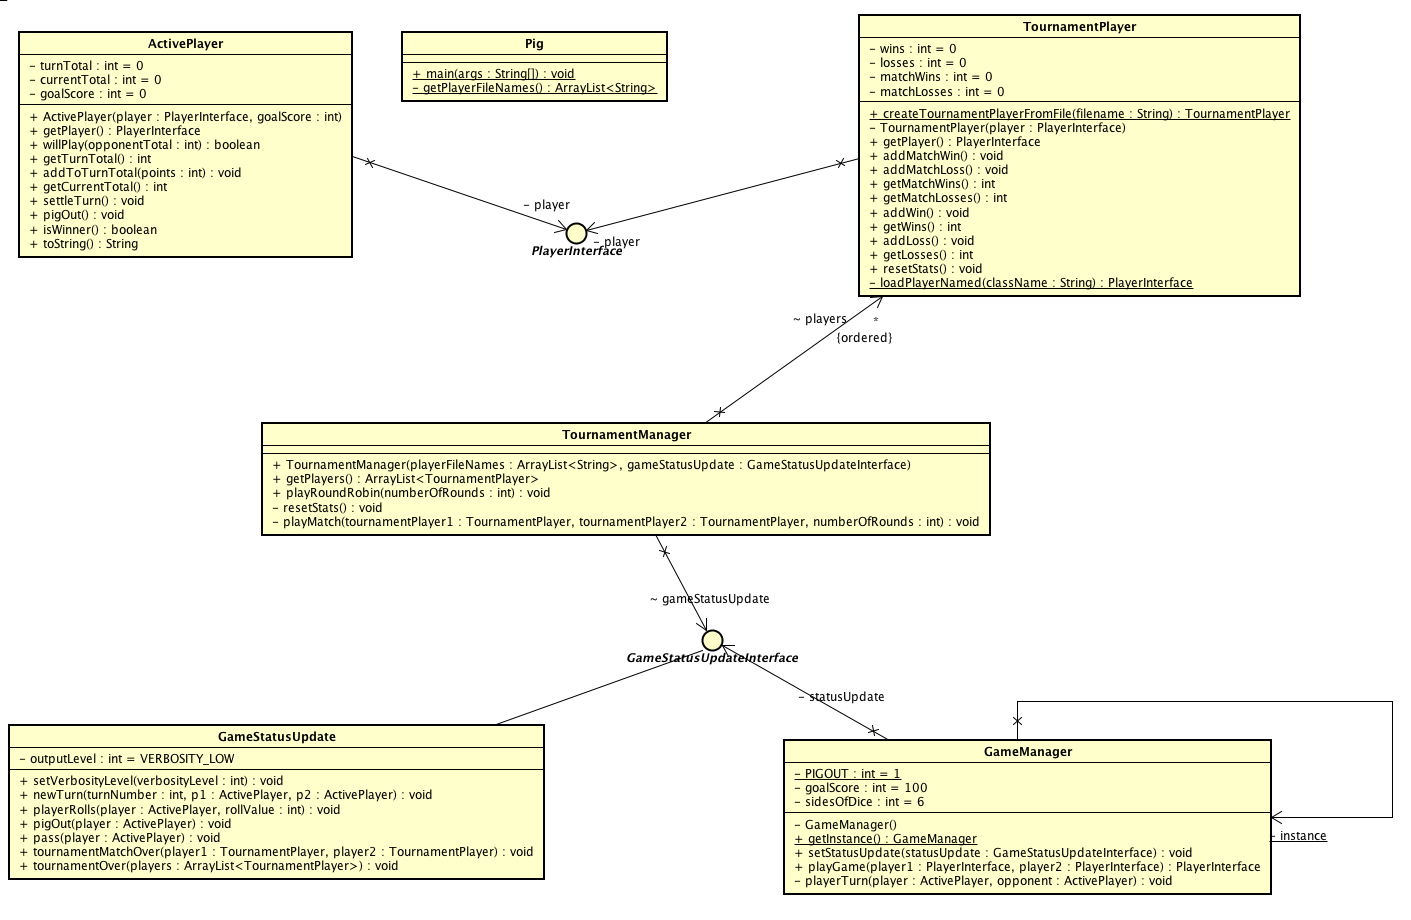 ActivePlayer
– turnTotal : int = 0
– currentTotal : int = 0
– goalScore : int = 0
+ ActivePlayer(player : PlayerInterface, goalScore : int)
+ getPlayer() : PlayerInterface
+ willPlay(opponentTotal : int) : boolean
+ getTurnTotal() : int
+ addToTurnTotal(points : int) : void
+ getCurrentTotal() : int
+ settleTurn() : void
+ pigOut() : void
+ isWinner() : boolean
+ toString() : String
Pig
+ main(args : String[]) : void
– getPlayerFileNames() : ArrayList<String>
TournamentPlayer
– wins : int = 0
– losses : int = 0
– matchWins : int = 0
– matchLosses : int = 0
+ createTournamentPlayerFromFile(filename : String) : TournamentPlayer
– TournamentPlayer(player : PlayerInterface)
+ getPlayer() : PlayerInterface
+ addMatchWin() : void
+ addMatchLoss() : void
+ getMatchWins() : int
+ getMatchLosses() : int
+ addWin() : void
+ getWins() : int
+ addLoss() : void
+ getLosses() : int
+ resetStats() : void
– loadPlayerNamed(className : String) : PlayerInterface
– player
– player
PlayerInterface
~ players
*
{ordered}
TournamentManager
+ TournamentManager(playerFileNames : ArrayList<String>, gameStatusUpdate : GameStatusUpdateInterface)
+ getPlayers() : ArrayList<TournamentPlayer>
+ playRoundRobin(numberOfRounds : int) : void
– resetStats() : void
– playMatch(tournamentPlayer1 : TournamentPlayer, tournamentPlayer2 : TournamentPlayer, numberOfRounds : int) : void
~ gameStatusUpdate
GameStatusUpdateInterface
– statusUpdate
GameStatusUpdate
– outputLevel : int = VERBOSITY_LOW
+ setVerbosityLevel(verbosityLevel : int) : void
+ newTurn(turnNumber : int, p1 : ActivePlayer, p2 : ActivePlayer) : void
+ playerRolls(player : ActivePlayer, rollValue : int) : void
+ pigOut(player : ActivePlayer) : void
+ pass(player : ActivePlayer) : void
+ tournamentMatchOver(player1 : TournamentPlayer, player2 : TournamentPlayer) : void
+ tournamentOver(players : ArrayList<TournamentPlayer>) : void
GameManager
– PIGOUT : int = 1
– goalScore : int = 100
– sidesOfDice : int = 6
– GameManager()
+ getInstance() : GameManager
+ setStatusUpdate(statusUpdate : GameStatusUpdateInterface) : void
+ playGame(player1 : PlayerInterface, player2 : PlayerInterface) : PlayerInterface
– playerTurn(player : ActivePlayer, opponent : ActivePlayer) : void
– instance